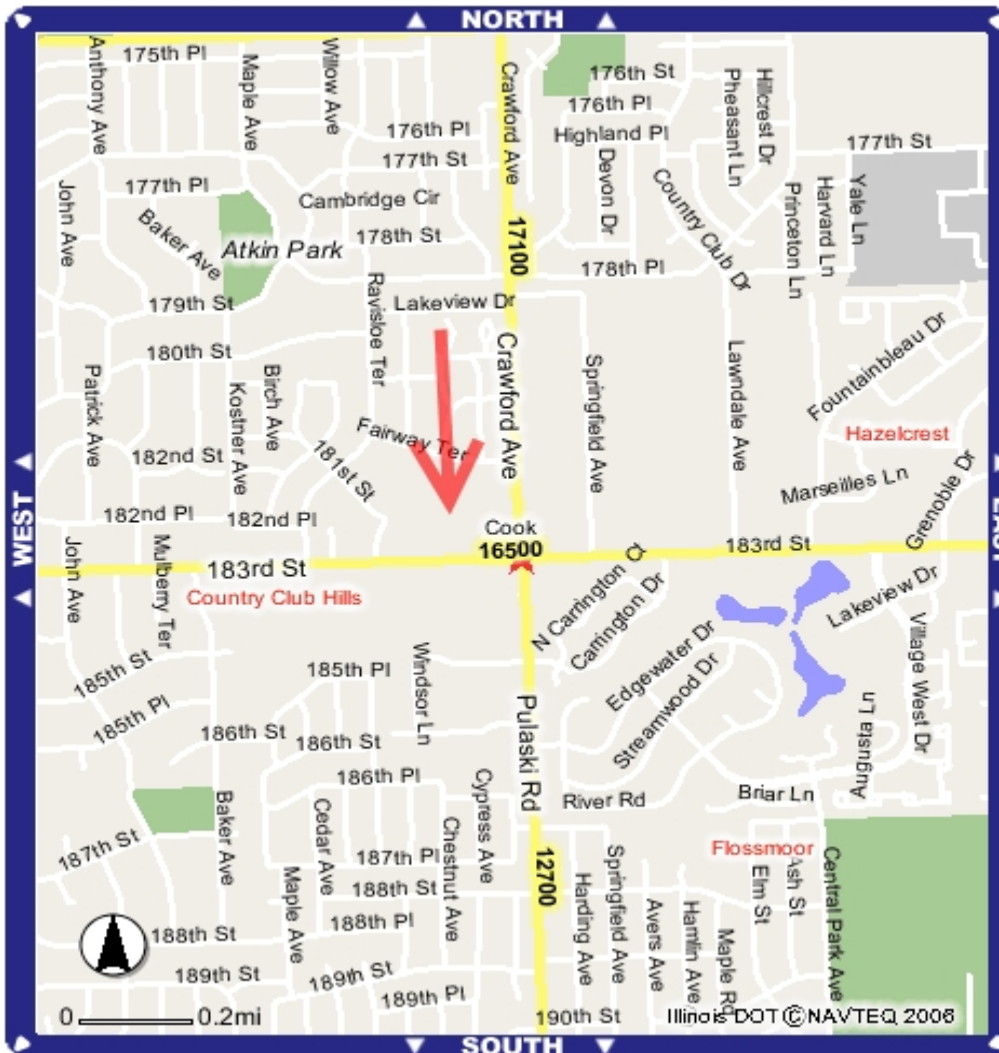 NORTH
175th Pl
Anthony Ave
Maple Ave
Willow Ave
Crawford Ave
176th St
176th Pl
Highland Pl
Pheasant Ln
Hillcrest Dr
176th Pl
177th St
177th St
177th Pl
John Ave
Baker Ave
Atkin Park
Cambridge Cir
178th St
17100
Devon Dr
Country Club Dr
Princeton Ln
Harvard Ln
Yale Ln
178th Pl
179th St
Ravisloe Ter
Lakeview Dr
Crawford Ave
Springfield Ave
Lawndale Ave
Fountainbleau Dr
180th St
Patrick Ave
Kostner Ave
Birch Ave
181st St
Fairway Ter
Hazelcrest
182nd St
Marseilles Ln
Grenoble Dr
182nd Pl
182nd Pl
WEST
EAST
Cook
16500
183rd St
183rd St
Country Club Hills
John Ave
Mulberry Ter
N Carrington Ct
Carrington Dr
Lakeview Dr
Edgewater Dr
Streamwood Dr
Village West Dr
Augusta Ln
185th St
185th Pl
185th Pl
Windsor Ln
Pulaski Rd
186th St
186th St
186th Pl
River Rd
Briar Ln
Baker Ave
Cedar Ave
Cypress Ave
Chestnut Ave
187th St
187th Pl
12700
Flossmoor
Springfield Ave
Harding Ave
Ayers Ave
Hamlin Ave
Maple Rd
Elm St
Ash St
Central Park Ave
188th St
188th Pl
188th St
Maple Ave
189th St
189th St
189th Pl
190th St
0 0.2mi
Illinois DOT ©NAVTEQ 2006
SOUTH